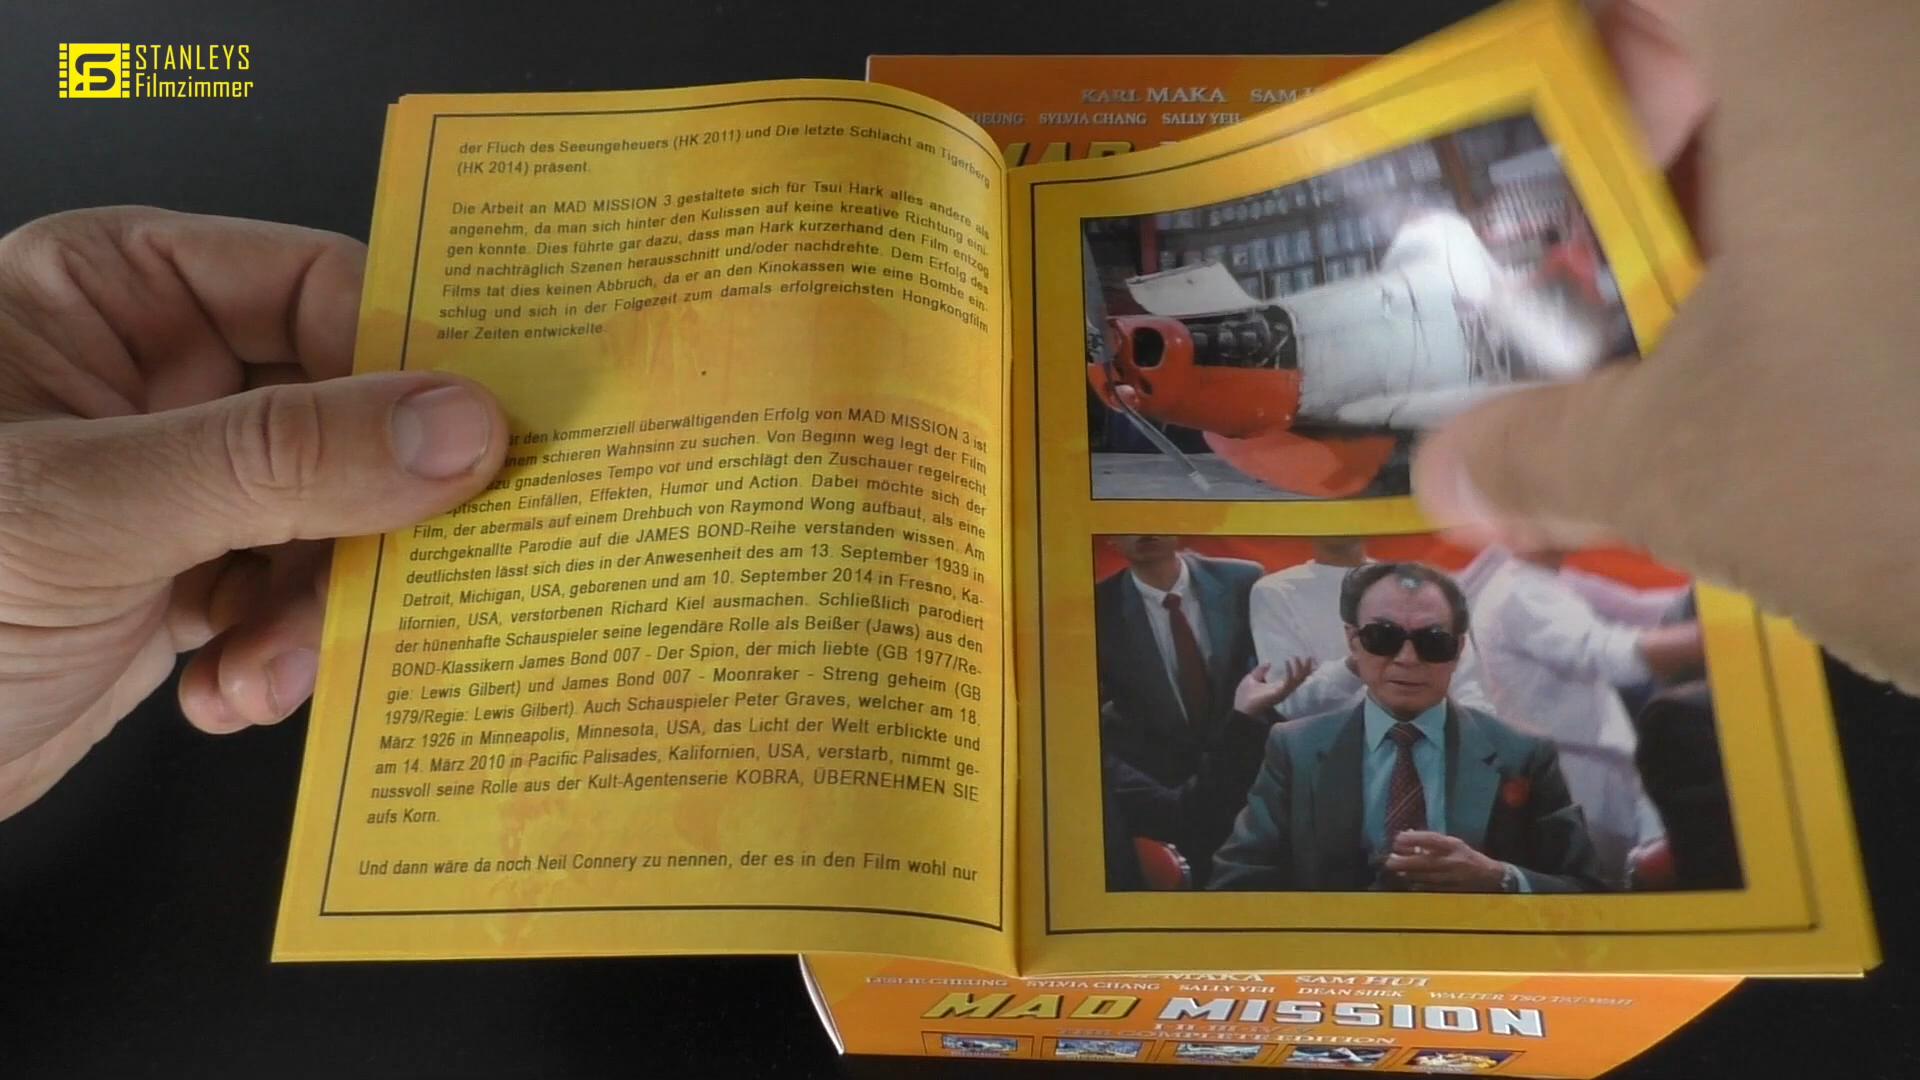 STANLEYS
Filmzimmer
KARL MAKA SAM
SYLVIA CHANG SALLY YEH
der Fluch des Seeungeheuers (HK 2011) und Die letzte Schlacht am Tigerberg
(HK 2014) präsent.
Die Arbeit an MAD MISSION 3 gestaltete sich für Tsui Hark alles andere als
angenehm, da man sich hinter den Kulissen auf keine kreative Richtung eini-
gen konnte. Dies führte gar dazu, dass man Hark kurzerhand den Film entzog
und nachträglich Szenen herausschnitt und/oder nachdrehte. Dem Erfolg des
Films tat dies keinen Abbruch, da er an den Kinokassen wie eine Bombe ein-
schlug und sich in der Folgezeit zum damals erfolgreichsten Hongkongfilm
aller Zeiten entwickelte.
den kommerziell überwältigenden Erfolg von MAD MISSION 3 ist
schieren Wahnsinn zu suchen. Von Beginn weg legt der Film
gnadenloses Tempo vor und erschlägt den Zuschauer regelrecht
optischen Einfällen, Effekten, Humor und Action. Dabei möchte sich der
Film, der abermals auf einem Drehbuch von Raymond Wong aufbaut, als eine
durchgeknallte Parodie auf die JAMES BOND-Reihe verstanden wissen. Am
deutlichsten lässt sich dies in der Anwesenheit des am 13. September 1939 in
Detroit, Michigan, USA, geborenen und am 10. September 2014 in Fresno, Ka-
lifornien, USA, verstorbenen Richard Kiel ausmachen. Schließlich parodiert
der hünenhafte Schauspieler seine legendäre Rolle als Beißer (Jaws) aus den
BOND-Klassikern James Bond 007 - Der Spion, der mich liebte (GB 1977/Re-
gie: Lewis Gilbert) und James Bond 007 - Moonraker - Streng geheim (GB
1979/Regie: Lewis Gilbert). Auch Schauspieler Peter Graves, welcher am 18.
März 1926 in Minneapolis, Minnesota, USA, das Licht der Welt erblickte und
am 14. März 2010 in Pacific Palisades, Kalifornien, USA, verstarb, nimmt ge-
nussvoll seine Rolle aus der Kult-Agentenserie KOBRA, ÜBERNEHMEN SIE
aufs Korn.
Und dann wäre da noch Neil Connery zu nennen, der es in den Film wohl nur
MAKA SAM HUI
LESLIE CHEUNG SYLVIA CHANG SALLY YEH DEAN SHEK WALTER TSO TAT-WAH
MAD MISSION
I-II-III-IV-V
THE COMPLETE EDITION